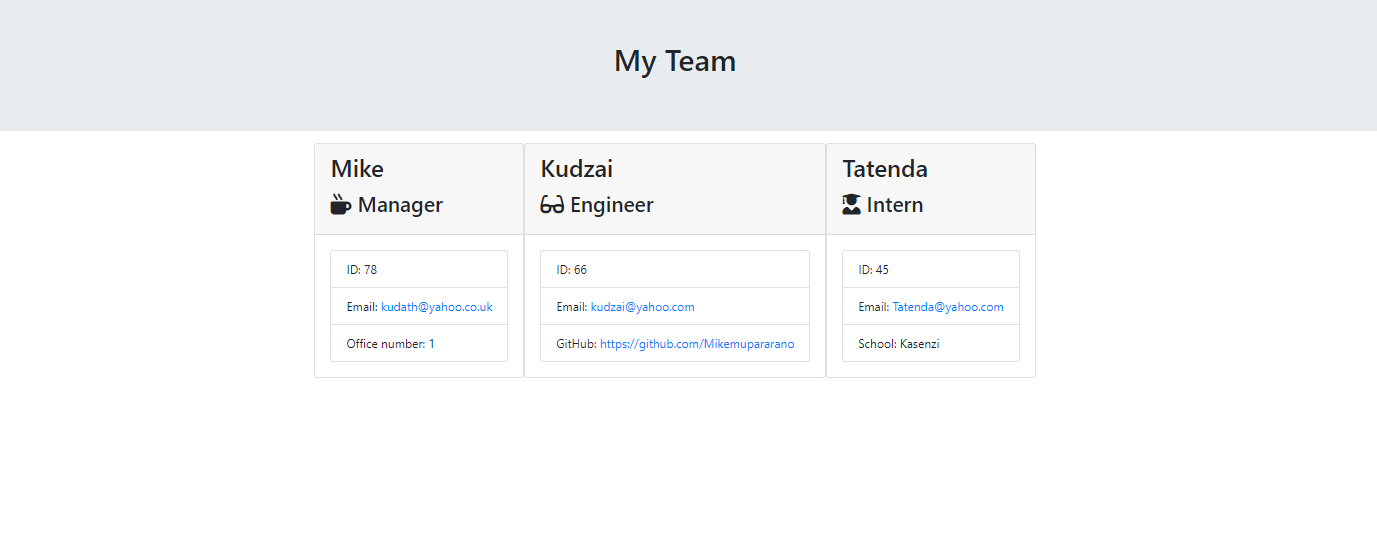 My Team
Mike
Manager
ID: 78
Email: kudath@yahoo.co.uk
Office number: 1
Kudzai
Engineer
ID: 66
Email: kudzai@yahoo.com
GitHub: https://github.com/Mikemupararano
Tatenda
Intern
ID: 45
Email: Tatenda@yahoo.com
School: Kasenzi